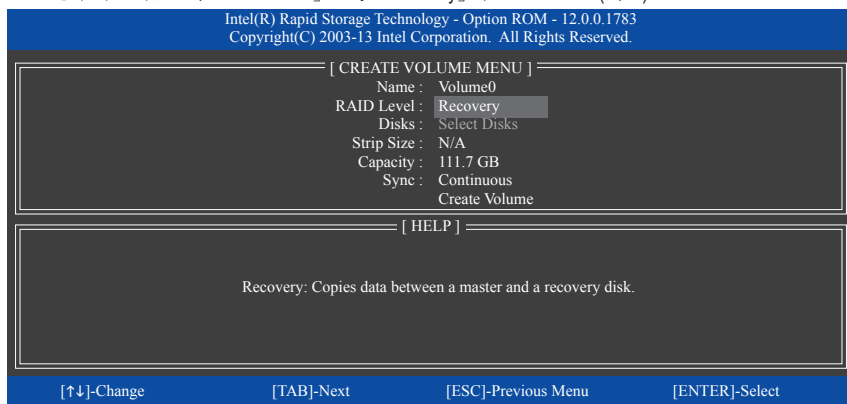 Intel(R) Rapid Storage Technology - Option ROM - 12.0.0.1783
Copyright(C) 2003-13 Intel Corporation. All Rights Reserved.
[ CREATE VOLUME MENU ]
Name : Volume0
RAID Level : Recovery
Disks : Select Disks
Strip Size : N/A
Capacity : 111.7 GB
Sync : Continuous
Create Volume
[ HELP ]
Recovery: Copies data between a master and a recovery disk.
[↑↓]-Change [TAB]-Next [ESC]-Previous Menu [ENTER]-Select